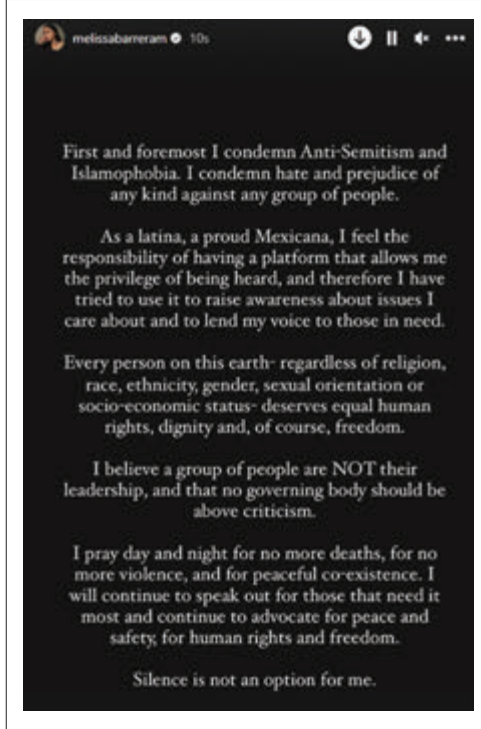 melissabarreram 10s
First and foremost I condemn Anti-Semitism and
Islamophobia. I condemn hate and prejudice of
any kind against any group of people.
As a latina, a proud Mexicana, I feel the
responsibility of having a platform that allows me
the privilege of being heard, and therefore I have
tried to use it to raise awareness about issues I
care about and to lend my voice to those in need.
Every person on this earth- regardless of religion,
race, ethnicity, gender, sexual orientation or
socio-economic status- deserves equal human
rights, dignity and, of course, freedom.
I believe a group of people are NOT their
leadership, and that no governing body should be
above criticism.
I pray day and night for no more deaths, for no
more violence, and for peaceful co-existence. I
will continue to speak out for those that need it
most and continue to advocate for peace and
safety, for human rights and freedom.
Silence is not an option for me.